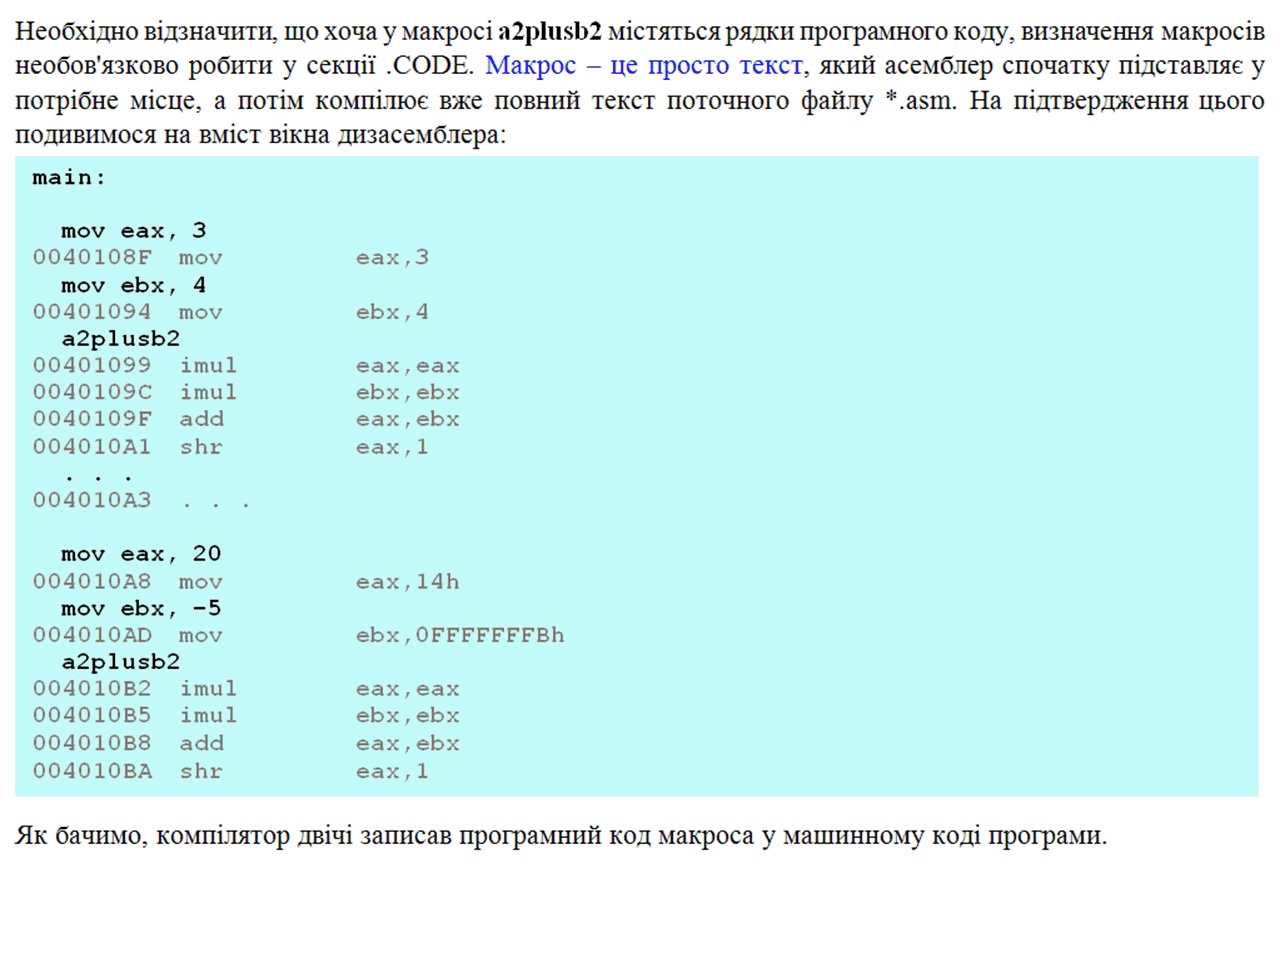 Необхідно відзначити, що хоча у макросі a2plusb2 містяться рядки програмного коду, визначення макросів
необов'язково робити у секції .CODE. Макрос – це просто текст, який асемблер спочатку підставляє у
потрібне місце, а потім компілює вже повний текст поточного файлу *.asm. На підтвердження цього
подивимося на вміст вікна дизасемблера:
main:
mov eax, 3
0040108F mov eax,3
mov ebx, 4
00401094 mov ebx,4
a2plusb2
00401099 imul eax,eax
0040109C imul ebx,ebx
0040109F add eax,ebx
004010A1 shr eax,1
. . .
004010A3 . . .
mov eax, 20
004010A8 mov eax,14h
mov ebx, -5
004010AD mov ebx,0FFFFFFFBh
a2plusb2
004010B2 imul eax,eax
004010B5 imul ebx,ebx
004010B8 add eax,ebx
004010BA shr eax,1
Як бачимо, компілятор двічі записав програмний код макроса у машинному коді програми.